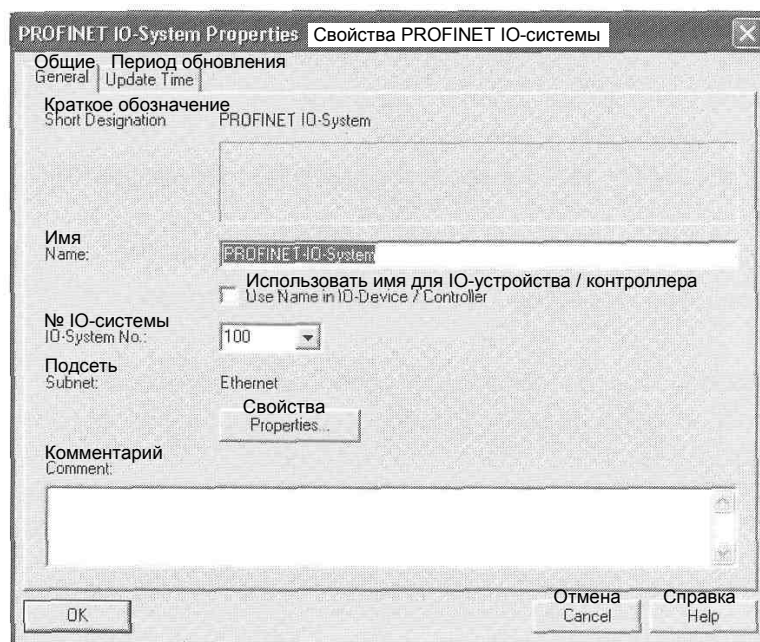 PROFINET IO-System Properties Свойства PROFINET IO-системы
Общие Период обновления
General Update Time
Краткое обозначение
Short Designation PROFINET IO-System
Имя
Name: PROFINET-IO-System
Использовать имя для IO-устройства / контроллера
Use Name in IO-Device / Controller
№ IO-системы
IO-System No.: 100
Подсеть
Subnet: Ethernet
Свойства
Properties...
Комментарий
Comment:
Отмена Справка
OK Cancel Help